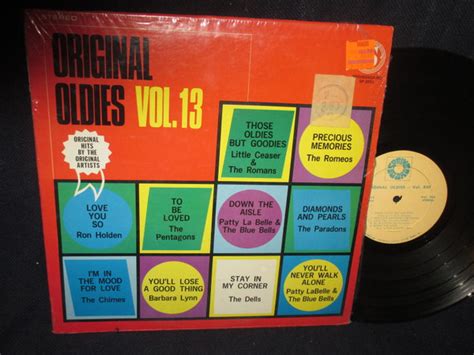 STEREO
ORIGINAL
OLDIES VOL.13
ORIGINAL
HITS
BY THE
ORIGINAL
ARTISTS
THOSE
OLDIES
BUT GOODIES
Little Ceaser &
The Romans
PRECIOUS
MEMORIES
The Romeos
LOVE
YOU
SO
Ron Holden
TO BE
LOVED
The Pentagons
DOWN THE
AISLE
Patty La Belle &
The Blue Bells
DIAMONDS
AND PEARLS
The Paradons
I'M IN
THE MOOD
FOR LOVE
The Chimes
YOU'LL LOSE
A GOOD THING
Barbara Lynn
STAY IN
MY CORNER
The Dells
YOU'LL
NEVER WALK
ALONE
Patty LaBelle &
The Blue Bells